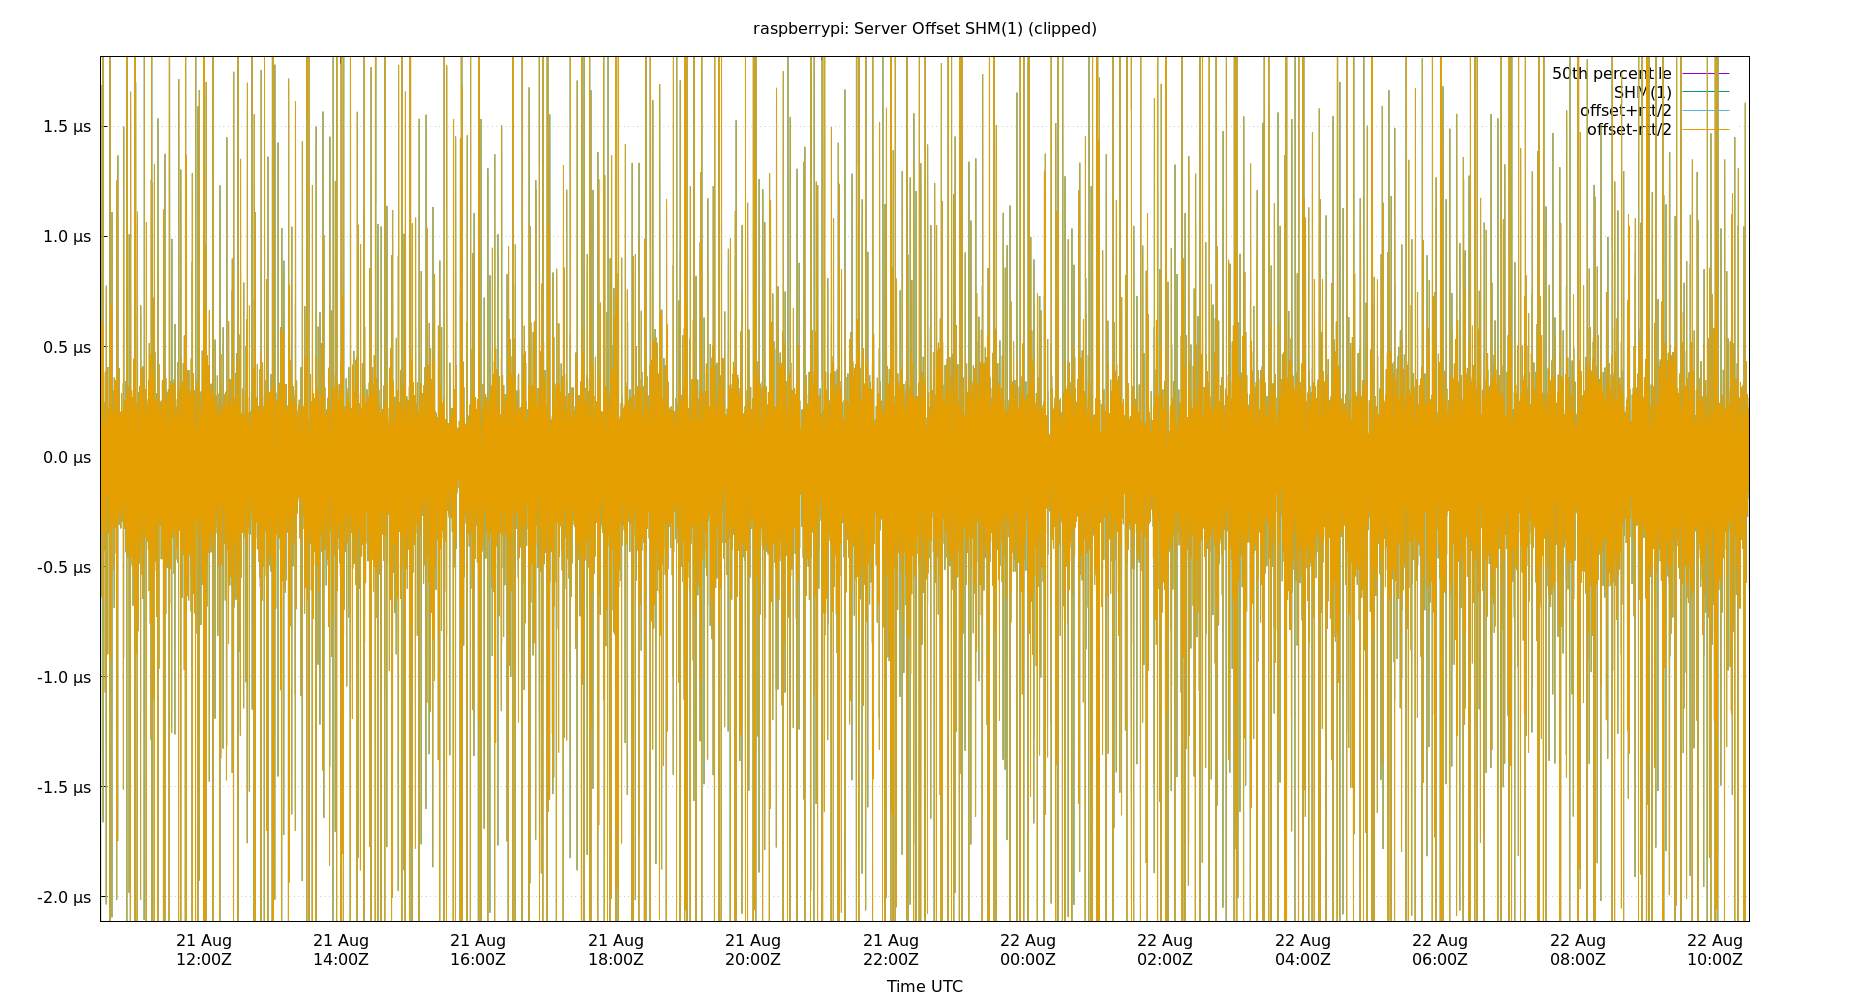 raspberrypi: Server Offset SHM(1) (clipped)
50th percentile
SHM(1)
offset+rtt/2
offset-rtt/2
1.5 µs
1.0 µs
0.5 µs
0.0 µs
-0.5 µs
-1.0 µs
-1.5 µs
-2.0 µs
21 Aug 21 Aug 21 Aug 21 Aug 21 Aug 21 Aug 22 Aug 22 Aug 22 Aug 22 Aug 22 Aug 22 Aug
12:00Z 14:00Z 16:00Z 18:00Z 20:00Z 22:00Z 00:00Z 02:00Z 04:00Z 06:00Z 08:00Z 10:00Z
Time UTC